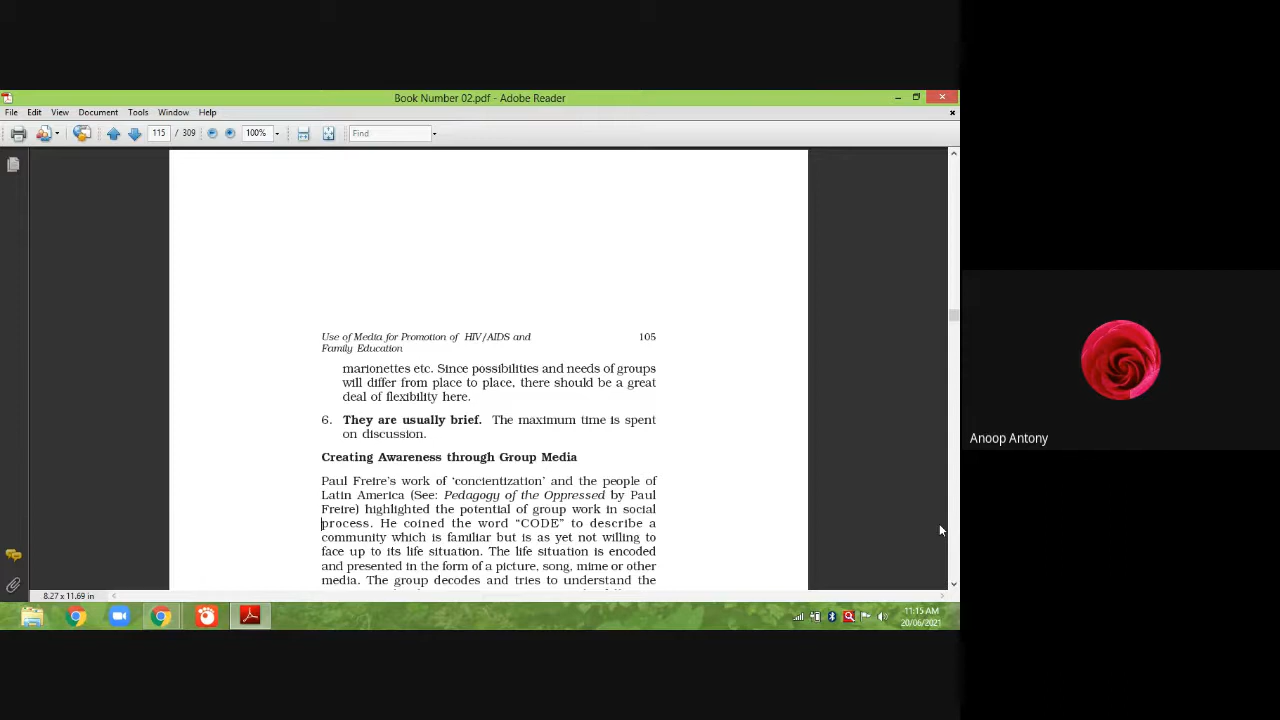 Book Number 02.pdf - Adobe Reader
File Edit View Document Tools Window Help
115 / 309 100% Find
Use of Media for Promotion of HIV/AIDS and 105
Family Education
marionettes etc. Since possibilities and needs of groups
will differ from place to place, there should be a great
deal of flexibility here.
6. They are usually brief. The maximum time is spent
on discussion.
Creating Awareness through Group Media
Paul Freire's work of 'concientization' and the people of
Latin America (See: Pedagogy of the Oppressed by Paul
Freire) highlighted the potential of group work in social
process. He coined the word “CODE” to describe a
community which is familiar but is as yet not willing to
face up to its life situation. The life situation is encoded
and presented in the form of a picture, song, mime or other
media. The group decodes and tries to understand the
8.27 x 11.69 in
11:15 AM
20/06/2021
Anoop Antony